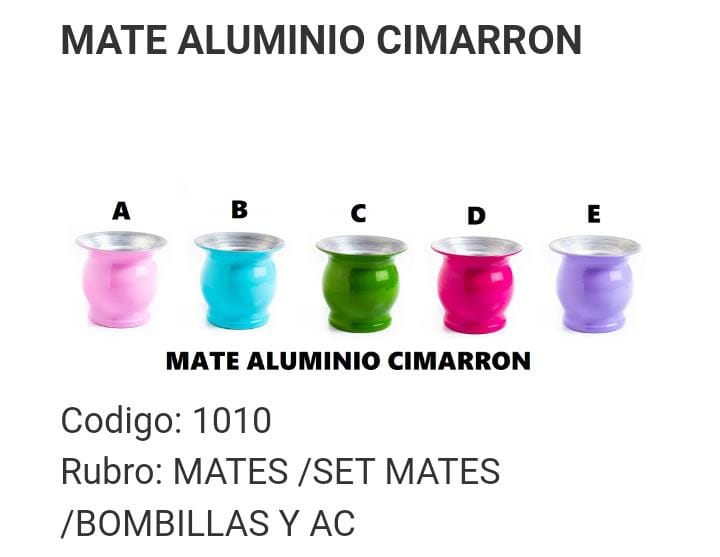 MATE ALUMINIO CIMARRON
A B C D E
MATE ALUMINIO CIMARRON
Codigo: 1010
Rubro: MATES /SET MATES
/BOMBILLAS Y AC